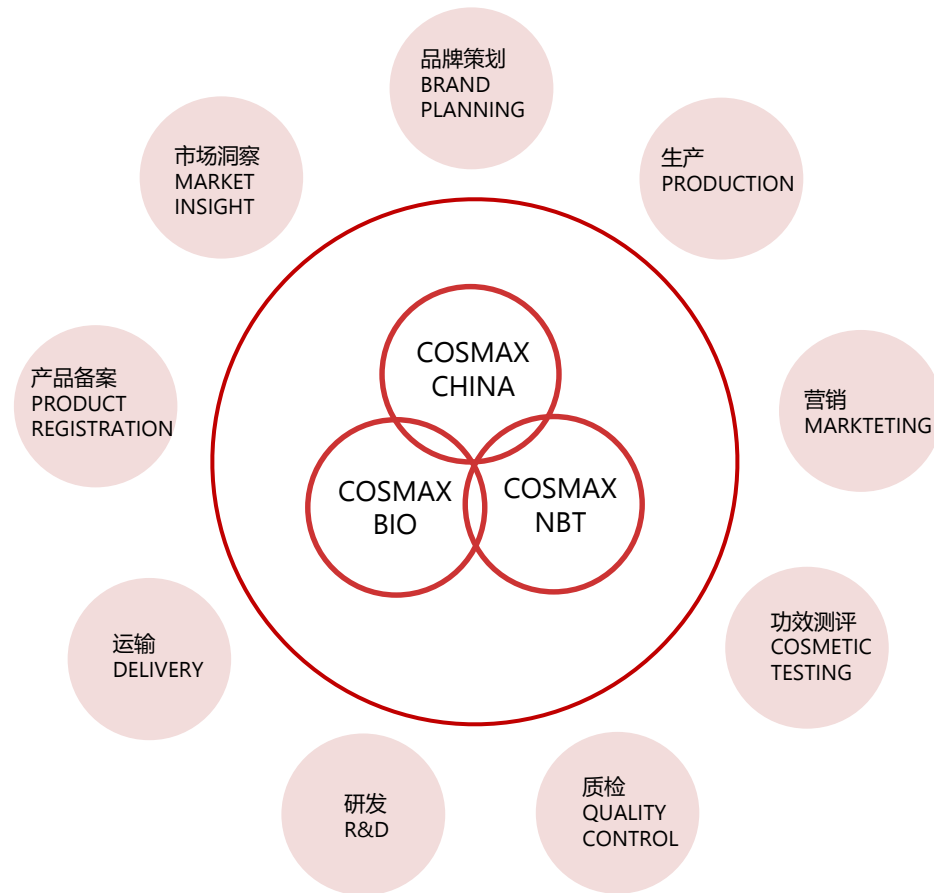 品牌策划
BRAND
PLANNING
市场洞察
MARKET
INSIGHT
生产
PRODUCTION
产品备案
PRODUCT
REGISTRATION
COSMAX
CHINA
营销
MARKTETING
COSMAX
BIO
COSMAX
NBT
运输
DELIVERY
功效测评
COSMETIC
TESTING
研发
R&D
质检
QUALITY
CONTROL